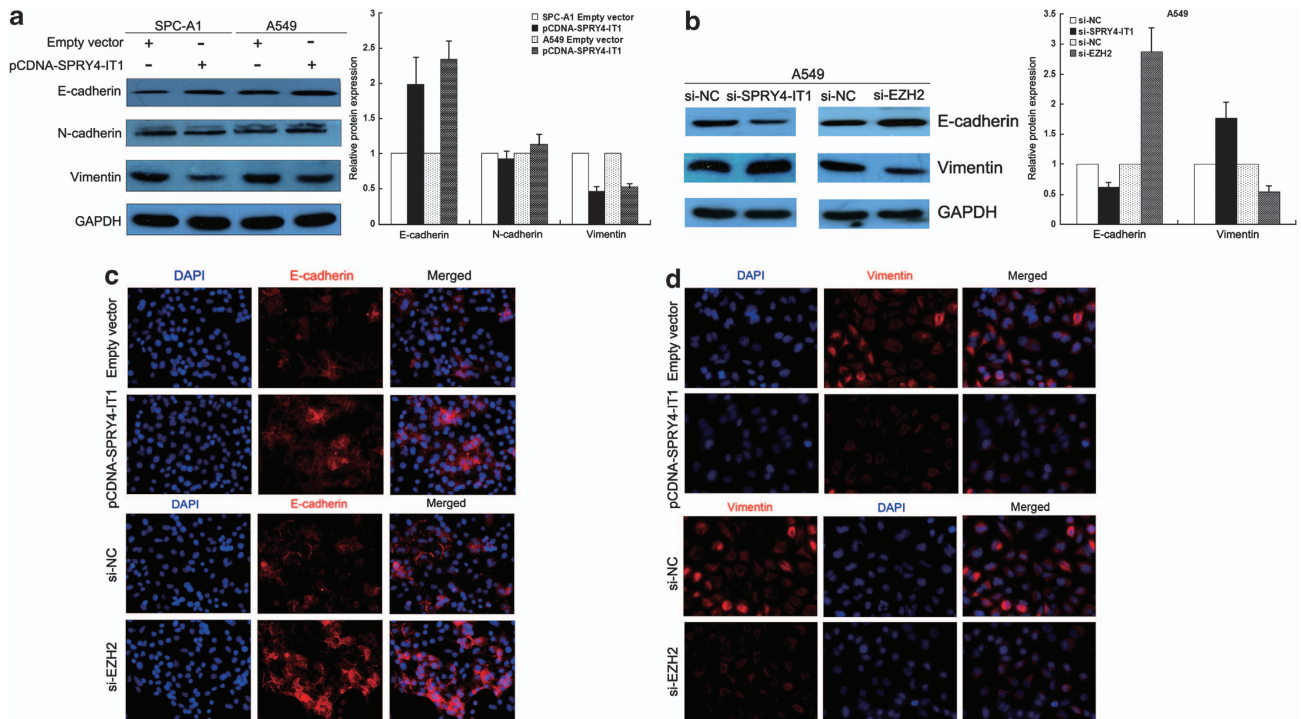 a
SPC-A1 A549
Empty vector + - + -
pCDNA-SPRY4-IT1 - + - +
E-cadherin
N-cadherin
Vimentin
GAPDH
Relative protein expression
3
2.5
2
1.5
1
0.5
0
SPC-A1 Empty vector
pCDNA-SPRY4-IT1
A549 Empty vector
pCDNA-SPRY4-IT1
E-cadherin N-cadherin Vimentin
b
A549
si-NC si-SPRY4-IT1 si-NC si-EZH2
E-cadherin
Vimentin
GAPDH
Relative protein expression
3.5
3
2.5
2
1.5
1
0.5
0
A549
si-NC
si-SPRY4-IT1
si-NC
si-EZH2
E-cadherin Vimentin
c
DAPI E-cadherin Merged
Empty vector
pCDNA-SPRY4-IT1
DAPI E-cadherin Merged
si-NC
si-EZH2
d
DAPI Vimentin Merged
Empty vector
pCDNA-SPRY4-IT1
Vimentin DAPI Merged
si-NC
si-EZH2